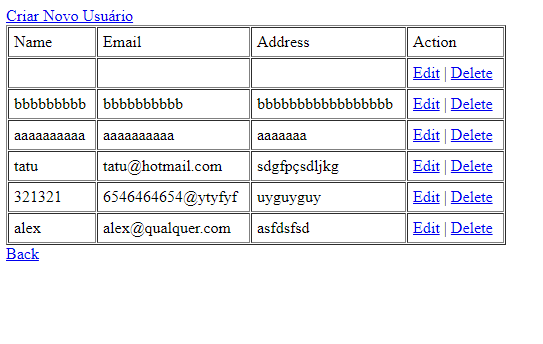 Criar Novo Usuário
Name Email Address Action
Edit | Delete
bbbbbbbbb bbbbbbbbbb bbbbbbbbbbbbbbbbb Edit | Delete
aaaaaaaaaa aaaaaaaaaa aaaaaaa Edit | Delete
tatu tatu@hotmail.com sdgfpçsdljkg Edit | Delete
321321 6546464654@ytyfyf uyguyguy Edit | Delete
alex alex@qualquer.com asfdsfsd Edit | Delete
Back